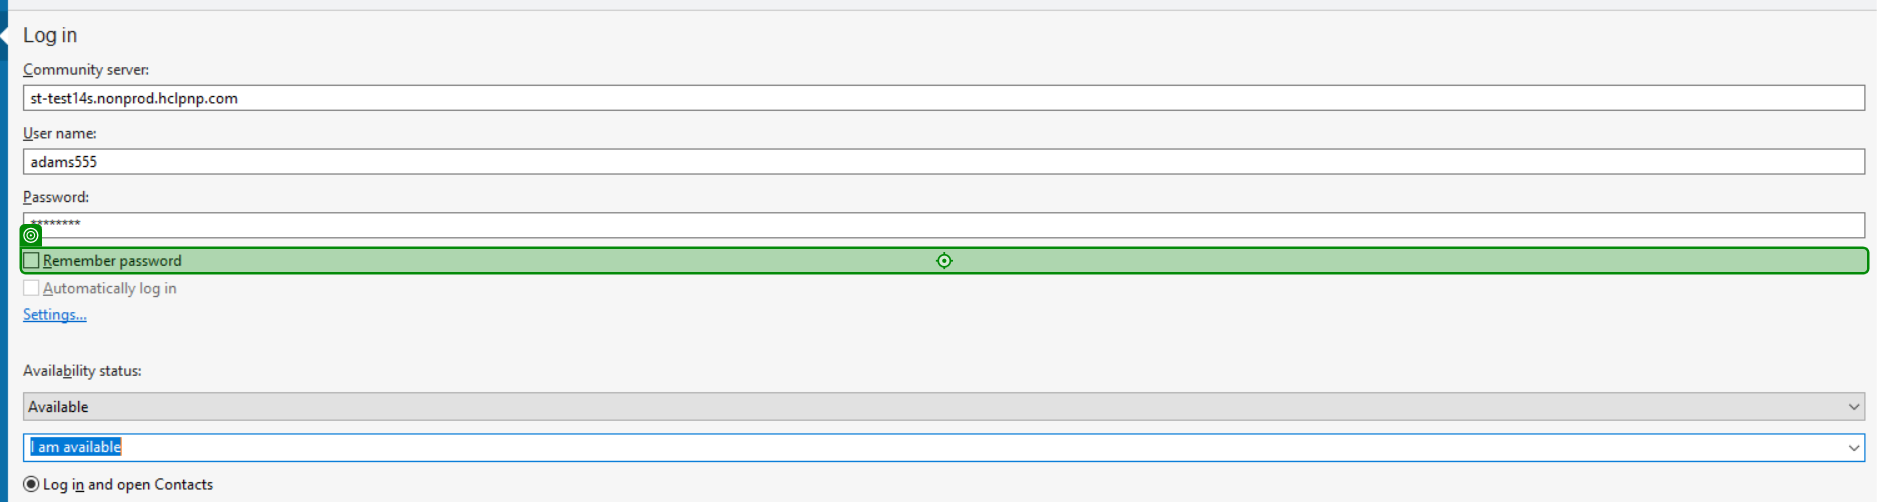 Log in
Community server:
st-test14s.nonprod.hclpnp.com
User name:
adams555
Password:
********
Remember password
Automatically log in
Settings...
Availability status:
Available
I am available
Log in and open Contacts